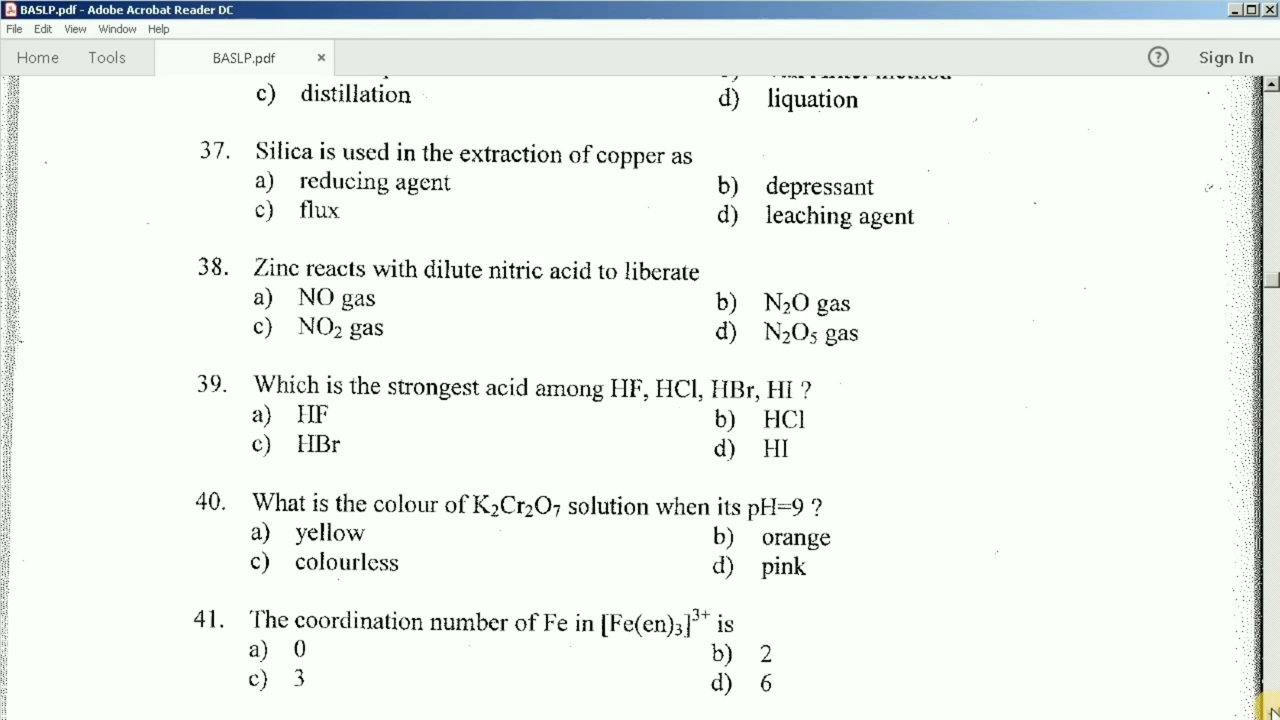 BASLP.pdf - Adobe Acrobat Reader DC
File Edit View Window Help
Home Tools BASLP.pdf × ? Sign In
c) distillation d) liquation
37. Silica is used in the extraction of copper as
a) reducing agent b) depressant
c) flux d) leaching agent
38. Zinc reacts with dilute nitric acid to liberate
a) NO gas b) N₂O gas
c) NO₂ gas d) N₂O₅ gas
39. Which is the strongest acid among HF, HCl, HBr, HI ?
a) HF b) HCl
c) HBr d) HI
40. What is the colour of K₂Cr₂O₇ solution when its pH=9 ?
a) yellow b) orange
c) colourless d) pink
41. The coordination number of Fe in [Fe(en)₃]³⁺ is
a) 0 b) 2
c) 3 d) 6